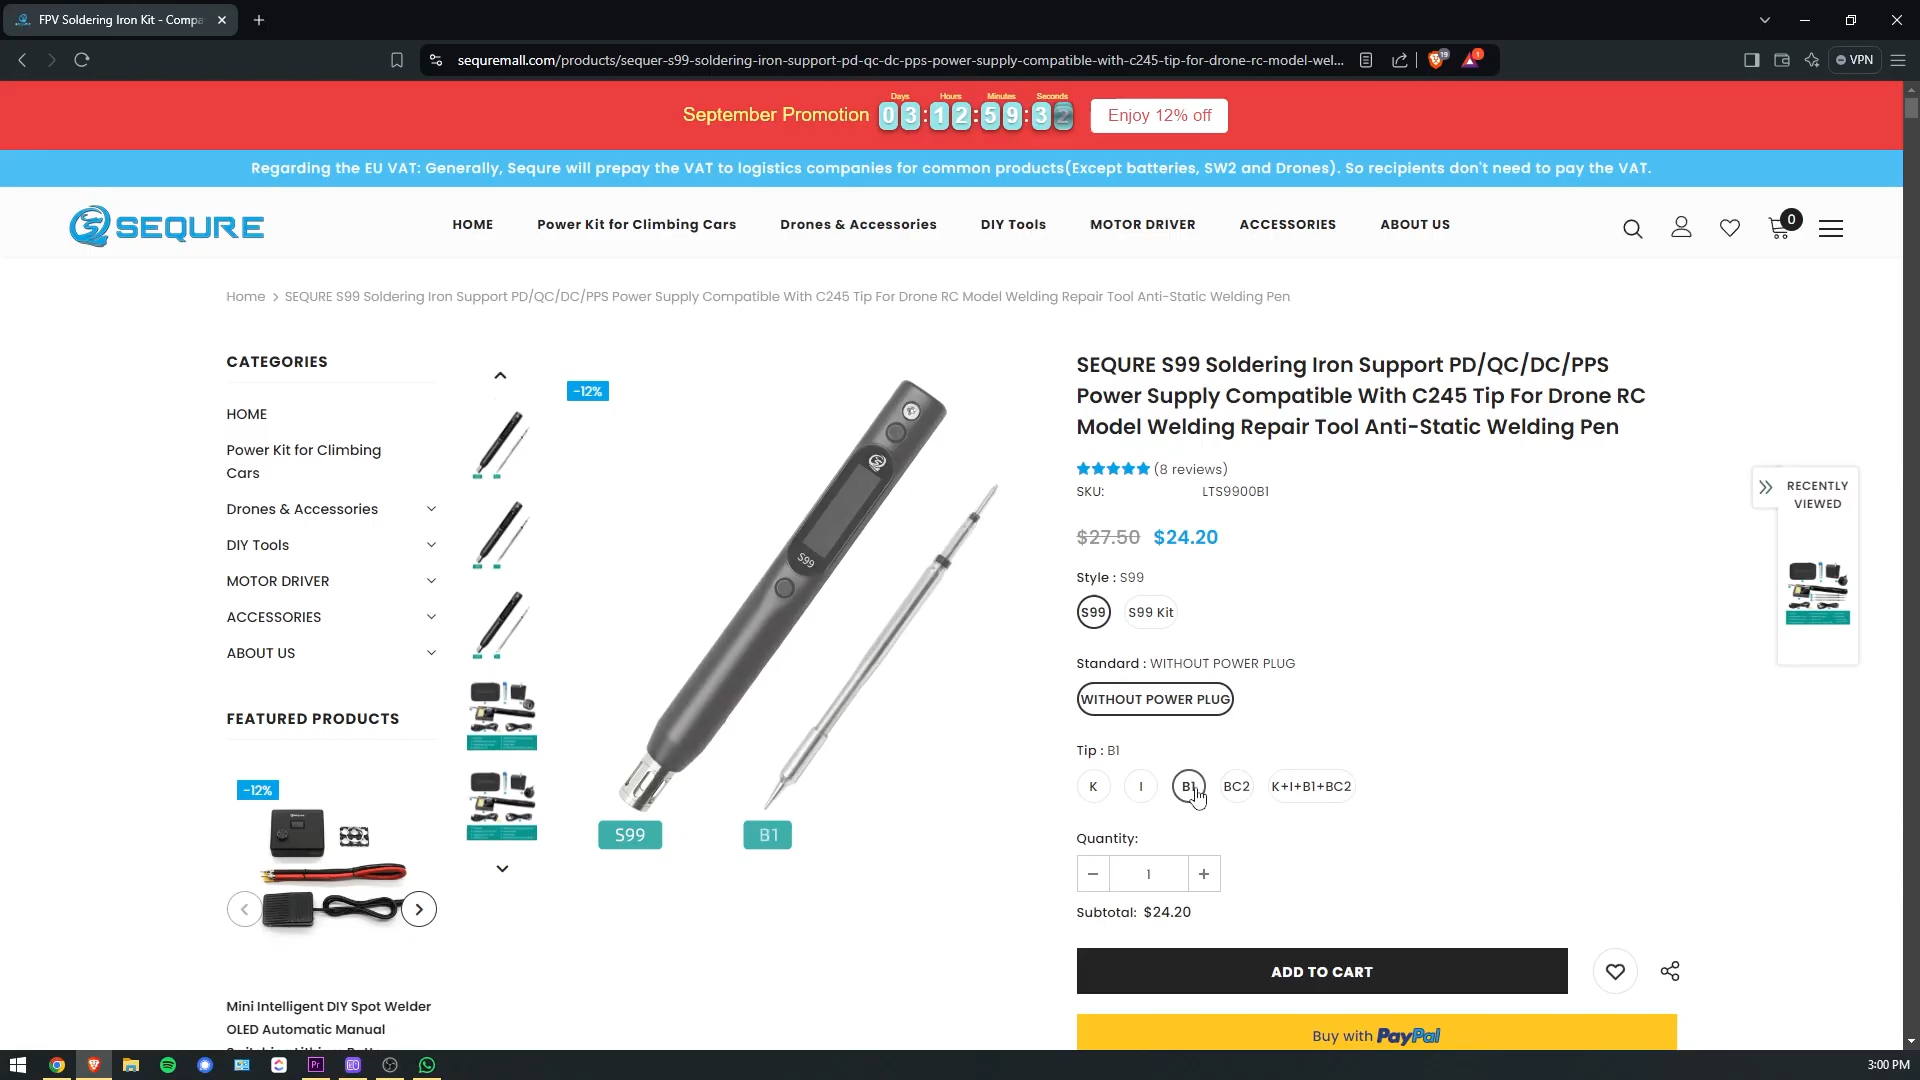 FPV Soldering Iron Kit - Compa
sequremall.com/products/sequer-s99-soldering-iron-support-pd-qc-dc-pps-power-supply-compatible-with-c245-tip-for-drone-rc-model-wel...
19
1
VPN
September Promotion
Days Hours Minutes Seconds
03:12:59:32
Enjoy 12% off
Regarding the EU VAT: Generally, Sequre will prepay the VAT to logistics companies for common products(Except batteries, SW2 and Drones). So recipients don't need to pay the VAT.
SEQURE
HOME
Power Kit for Climbing Cars
Drones & Accessories
DIY Tools
MOTOR DRIVER
ACCESSORIES
ABOUT US
0
Home > SEQURE S99 Soldering Iron Support PD/QC/DC/PPS Power Supply Compatible With C245 Tip For Drone RC Model Welding Repair Tool Anti-Static Welding Pen
CATEGORIES
HOME
Power Kit for Climbing
Cars
Drones & Accessories
DIY Tools
MOTOR DRIVER
ACCESSORIES
ABOUT US
FEATURED PRODUCTS
-12%
Mini Intelligent DIY Spot Welder
OLED Automatic Manual
-12%
S99
S99
B1
SEQURE S99 Soldering Iron Support PD/QC/DC/PPS
Power Supply Compatible With C245 Tip For Drone RC
Model Welding Repair Tool Anti-Static Welding Pen
(8 reviews)
SKU: LTS9900B1
$27.50 $24.20
Style : S99
S99
S99 Kit
Standard : WITHOUT POWER PLUG
WITHOUT POWER PLUG
Tip : B1
K
I
B1
BC2
K+I+B1+BC2
Quantity:
− 1 +
Subtotal: $24.20
ADD TO CART
Buy with PayPal
RECENTLY
VIEWED
Pr
3:00 PM